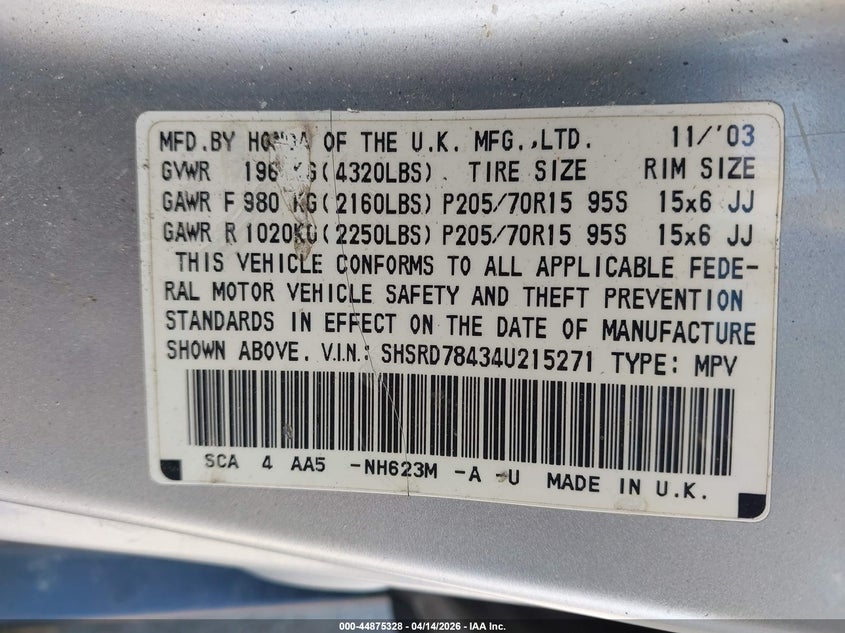 MFD.BY HONDA OF THE U.K. MFG.,LTD. 11/'03
GVWR KG(4320LBS) TIRE SIZE RIM SIZE
GAWR F 980 KG(2160LBS) P205/70R15 95S 15x6 JJ
GAWR R 1020KG(2250LBS) P205/70R15 95S 15x6 JJ
THIS VEHICLE CONFORMS TO ALL APPLICABLE FEDE-
RAL MOTOR VEHICLE SAFETY AND THEFT PREVENTION
STANDARDS IN EFFECT ON THE DATE OF MANUFACTURE
SHOWN ABOVE. V.I.N.: SHSRD78434U215271 TYPE: MPV
SCA 4 AA5 -NH623M -A -U MADE IN U.K.
000-44875328 - 04/14/2026 - IAA Inc.